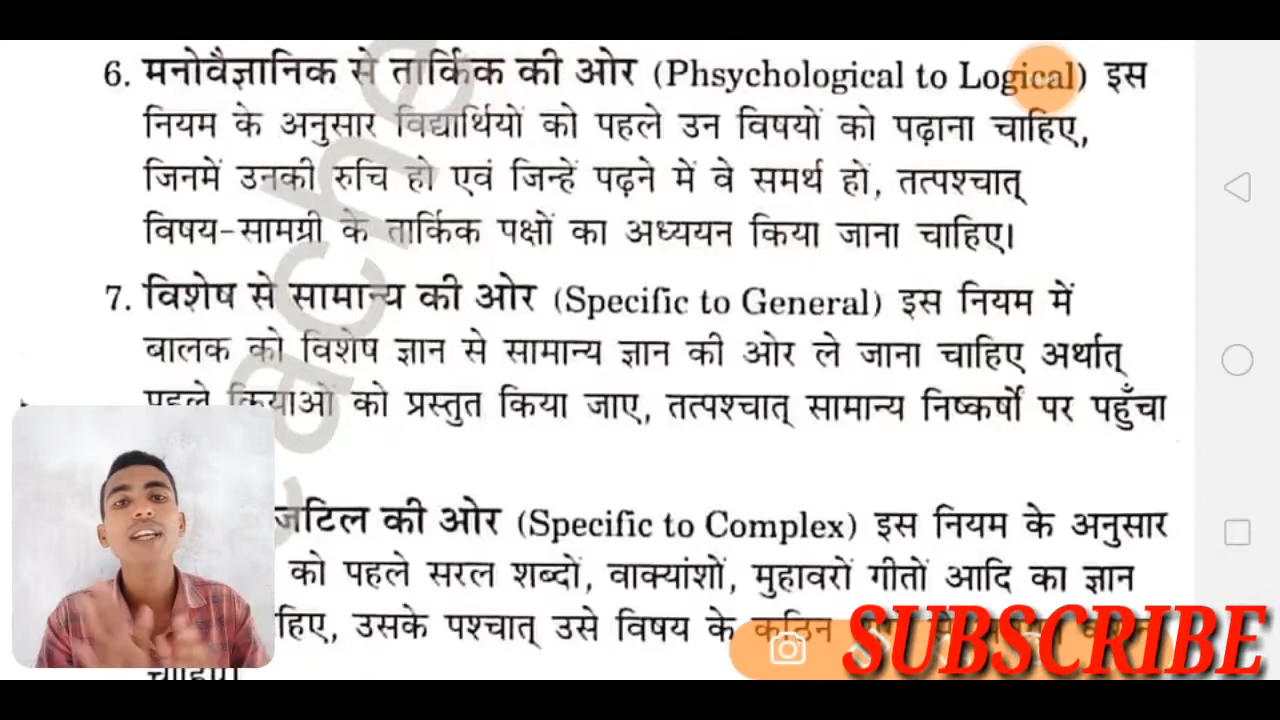 6. मनोवैज्ञानिक से तार्किक की ओर (Phsychological to Logical) इस
नियम के अनुसार विद्यार्थियों को पहले उन विषयों को पढ़ाना चाहिए,
जिनमें उनकी रुचि हो एवं जिन्हें पढ़ने में वे समर्थ हों, तत्पश्चात्
विषय-सामग्री के तार्किक पक्षों का अध्ययन किया जाना चाहिए।
7. विशेष से सामान्य की ओर (Specific to General) इस नियम में
बालक को विशेष ज्ञान से सामान्य ज्ञान की ओर ले जाना चाहिए अर्थात्
पहले क्रियाओं को प्रस्तुत किया जाए, तत्पश्चात् सामान्य निष्कर्षों पर पहुँचा
जटिल की ओर (Specific to Complex) इस नियम के अनुसार
को पहले सरल शब्दों, वाक्यांशों, मुहावरों गीतों आदि का ज्ञान
उसके पश्चात् उसे विषय के कठिन
चाहिए।
SUBSCRIBE